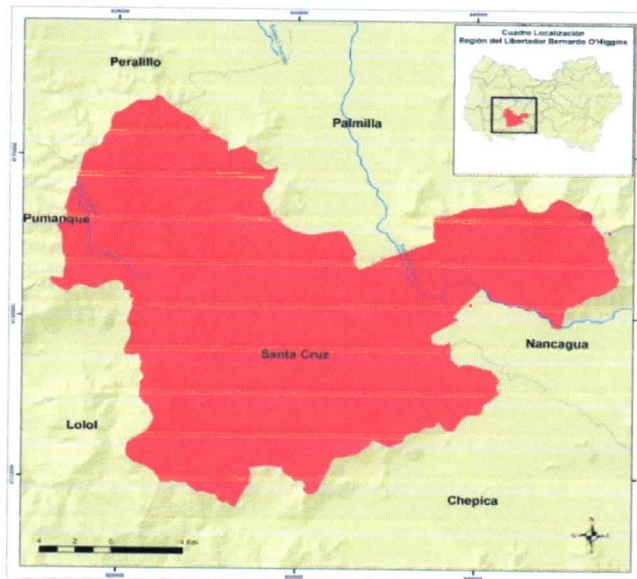 Cuadro Localización
Región del Libertador Bernardo O'Higgins
Peralillo
Palmilla
Pumanque
Santa Cruz
Nancagua
Lolol
Chepica
4 2 0 4 Km
N
W E
S